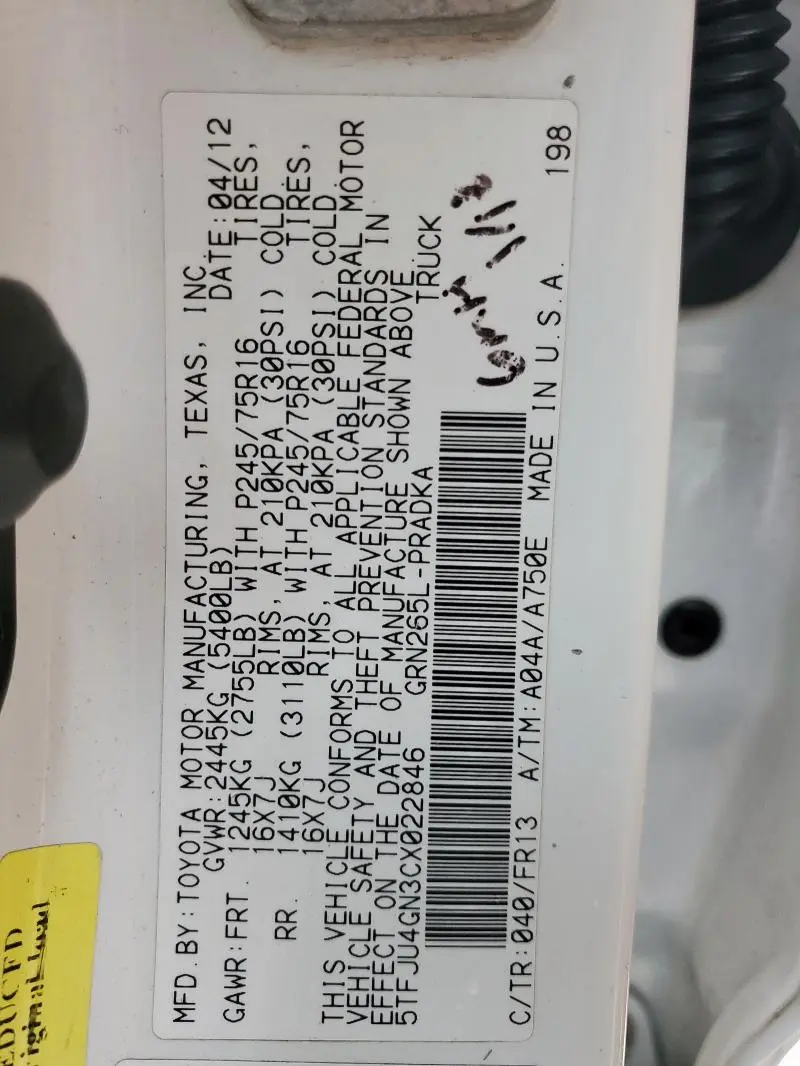 MFD.BY:TOYOTA MOTOR MANUFACTURING, TEXAS, INC.
GVWR:2445KG (5400LB) DATE:04/12
GAWR:FRT. 1245KG (2755LB) WITH P245/75R16 TIRES,
16X7J RIMS, AT 210KPA (30PSI) COLD
RR. 1410KG (3110LB) WITH P245/75R16 TIRES,
16X7J RIMS, AT 210KPA (30PSI) COLD
THIS VEHICLE CONFORMS TO ALL APPLICABLE FEDERAL MOTOR
VEHICLE SAFETY AND THEFT PREVENTION STANDARDS IN
EFFECT ON THE DATE OF MANUFACTURE SHOWN ABOVE.
5TFJU4GN3CX022846 GRN265L-PRADKA TRUCK
C/TR:040/FR13 A/TM:A04A/A750E MADE IN U.S.A. 198